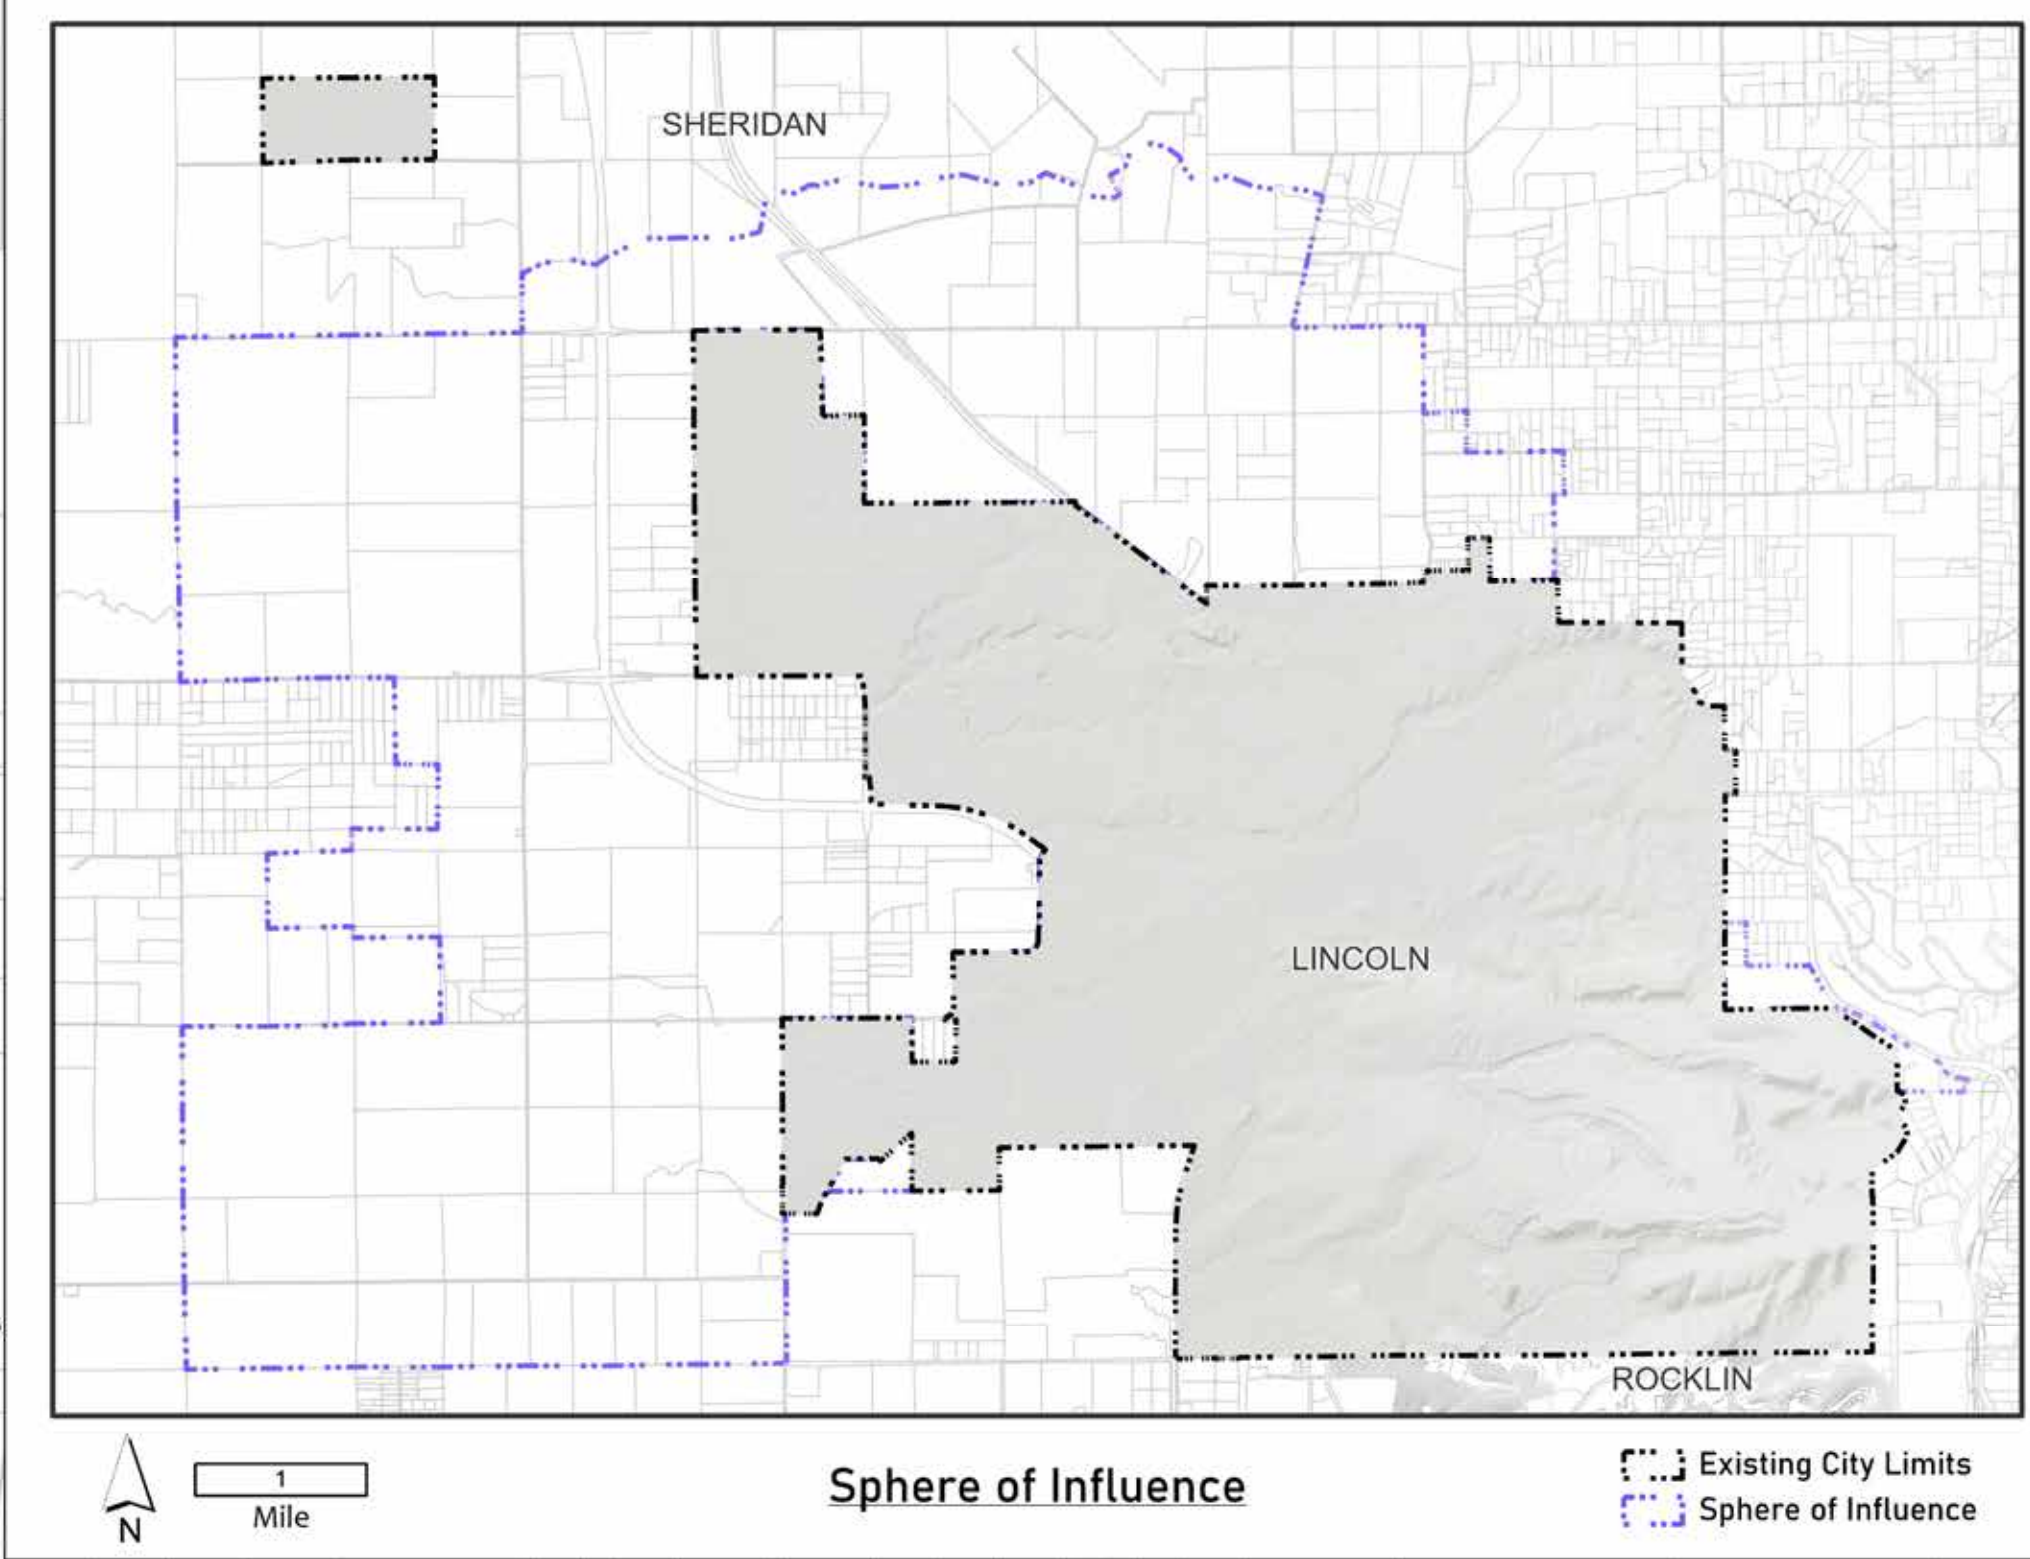 SHERIDAN
LINCOLN
ROCKLIN
N
1
Mile
Sphere of Influence
Existing City Limits
Sphere of Influence